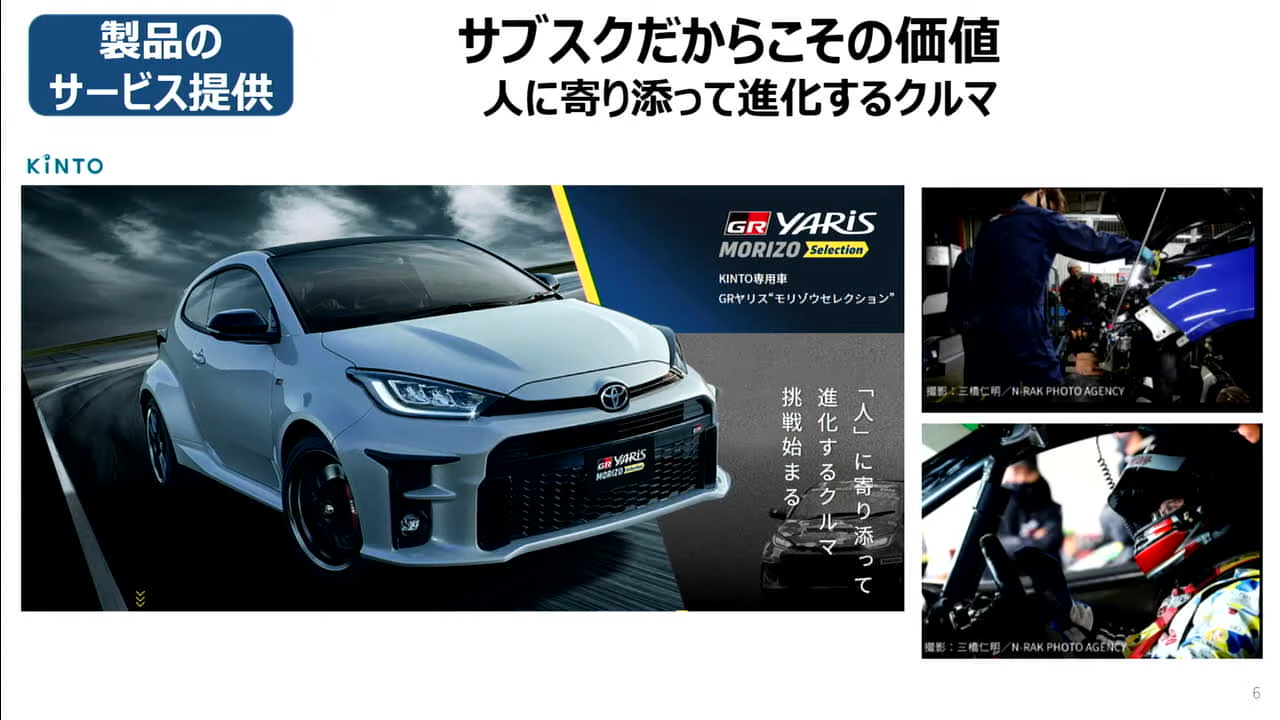 製品の
サービス提供
サブスクだからこその価値
人に寄り添って進化するクルマ
KiNTO
GR YARiS
MORIZO Selection
KINTO専用車
GRヤリス"モリゾウセレクション"
「人」に寄り添って
進化するクルマ
挑戦始まる
GR YARiS
MORIZO Selection
撮影：三橋仁明／N-RAK PHOTO AGENCY
撮影：三橋仁明／N-RAK PHOTO AGENCY
6